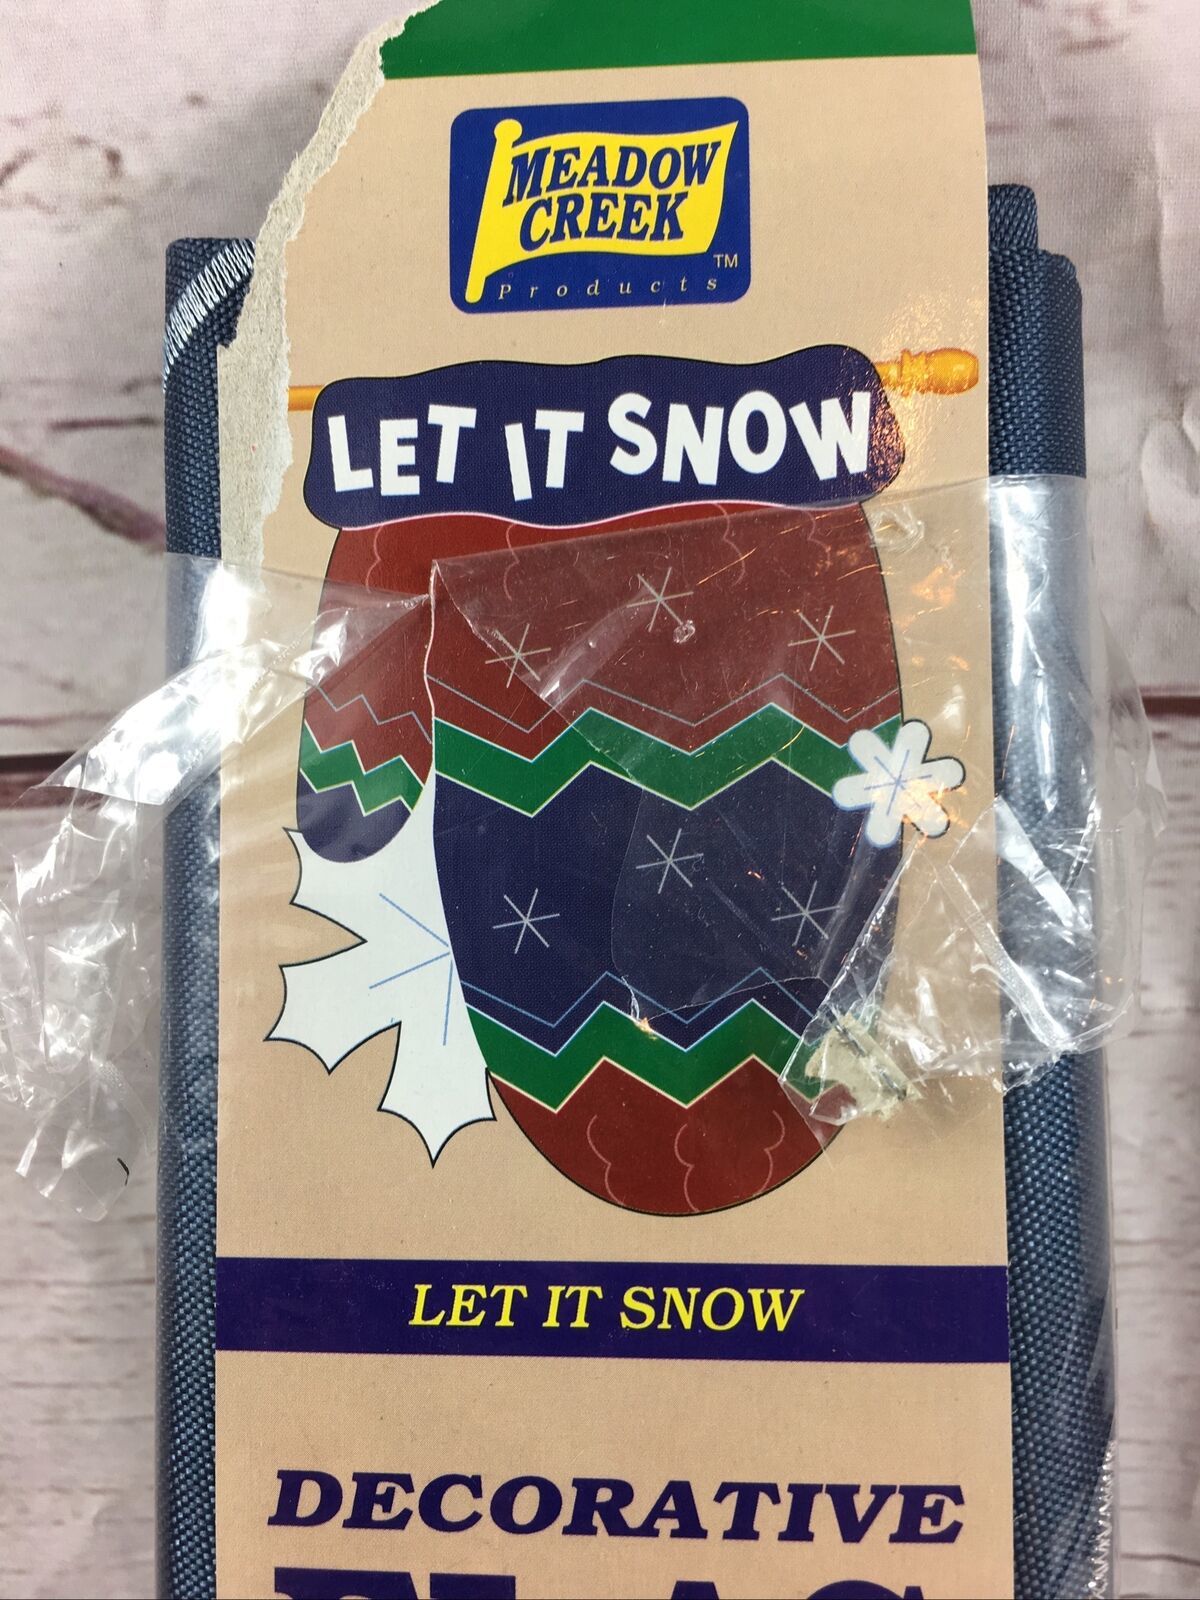 MEADOW
CREEK
TM
Products
LET IT SNOW
LET IT SNOW
DECORATIVE